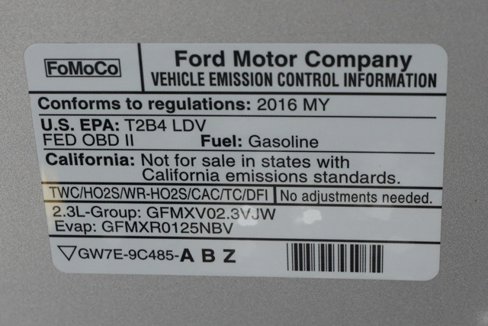 FoMoCo
Ford Motor Company
VEHICLE EMISSION CONTROL INFORMATION
Conforms to regulations: 2016 MY
U.S. EPA: T2B4 LDV
FED OBD II Fuel: Gasoline
California: Not for sale in states with
California emissions standards.
TWC/HO2S/WR-HO2S/CAC/TC/DFI No adjustments needed.
2.3L-Group: GFMXV02.3VJW
Evap: GFMXR0125NBV
GW7E-9C485-A B Z